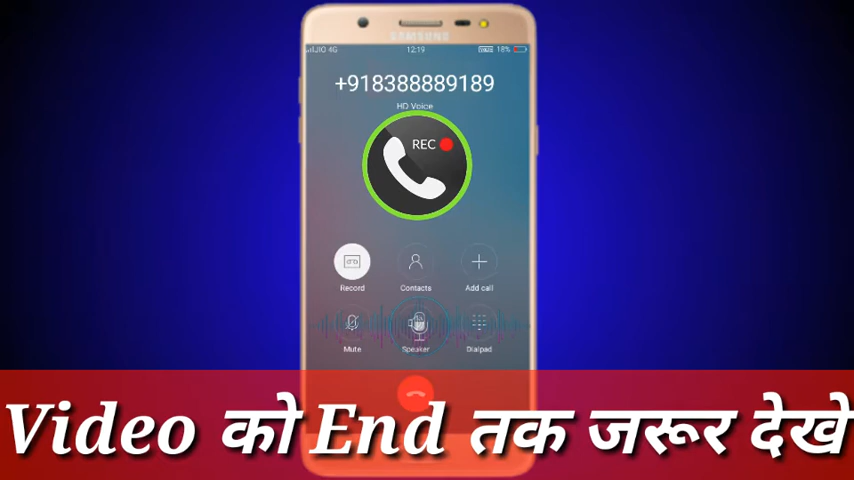 SAMSUNG
JIO 4G 12:19 VoLTE 18%
+918388889189
HD Voice
REC
Record Contacts Add call
Mute Speaker Dialpad
Video को End तक जरूर देखे